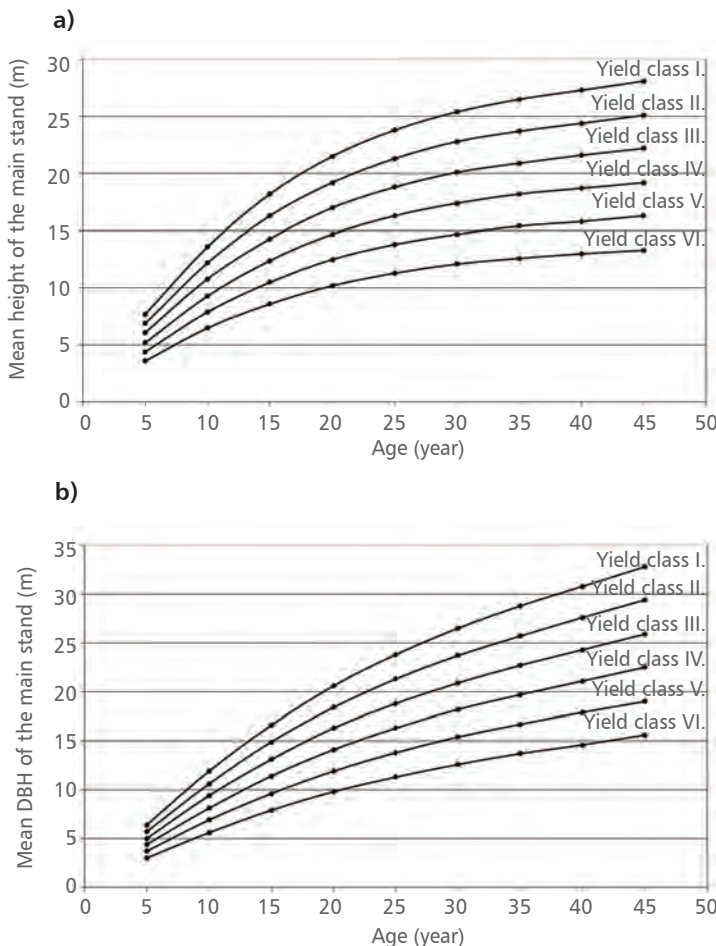 a)
Mean height of the main stand (m)
30
25
20
15
10
5
0
Yield class I.
Yield class II.
Yield class III.
Yield class IV.
Yield class V.
Yield class VI.
0 5 10 15 20 25 30 35 40 45 50
Age (year)
b)
Mean DBH of the main stand (m)
35
30
25
20
15
10
5
0
Yield class I.
Yield class II.
Yield class III.
Yield class IV.
Yield class V.
Yield class VI.
0 5 10 15 20 25 30 35 40 45 50
Age (year)